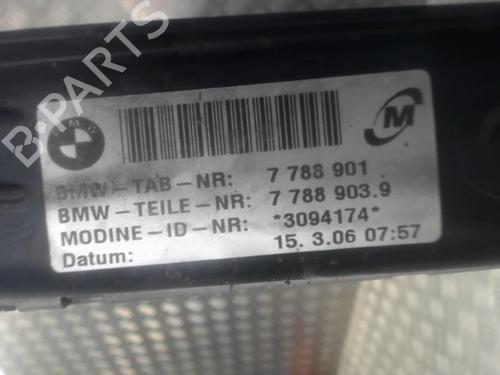 B-PARTS
BMW-TAB-NR: 7 788 901
BMW-TEILE-NR: 7 788 903.9
MODINE-ID-NR: *3094174*
Datum: 15. 3.06 07:57